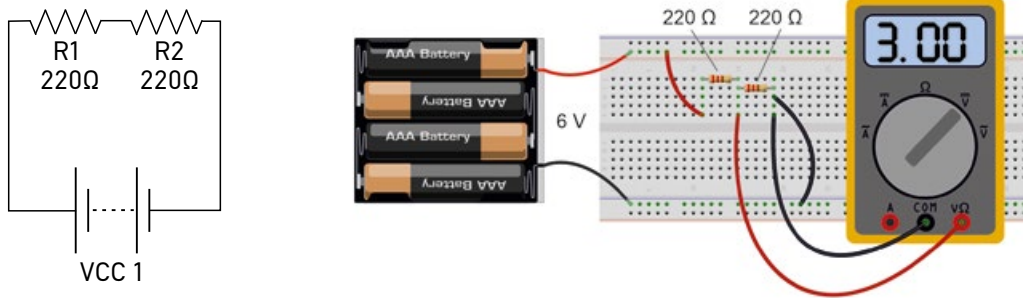 R1 R2
220Ω 220Ω
VCC 1
220 Ω 220 Ω
AAA Battery
AAA Battery
AAA Battery
AAA Battery
6 V
3.00
Ω
A V
A V
A COM VΩ